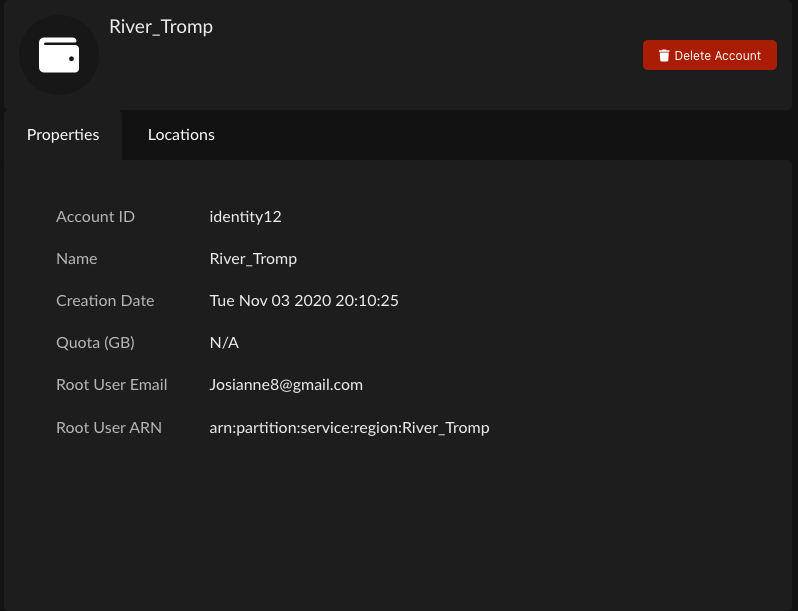 River_Tromp
Delete Account
Properties Locations
Account ID identity12
Name River_Tromp
Creation Date Tue Nov 03 2020 20:10:25
Quota (GB) N/A
Root User Email Josianne8@gmail.com
Root User ARN arn:partition:service:region:River_Tromp